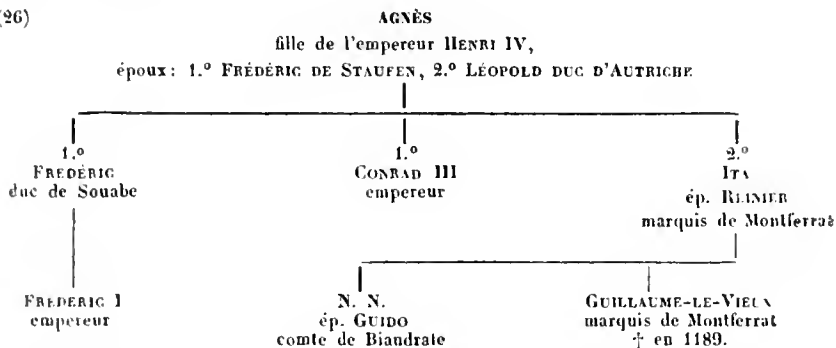 (26)
AGNÈS
fille de l'empereur HENRI IV,
époux: 1.º FRÉDÉRIC DE STAUFEN, 2.º LÉOPOLD DUC D'AUTRICHE
1.º
FRÉDÉRIC
duc de Souabe
1.º
CONRAD III
empereur
2.º
ITA
ép. REINIER
marquis de Montferrat
FRÉDÉRIC I
empereur
N. N.
ép. GUIDO
comte de Biandrate
GUILLAUME-LE-VIEUX
marquis de Montferrat
† en 1189.